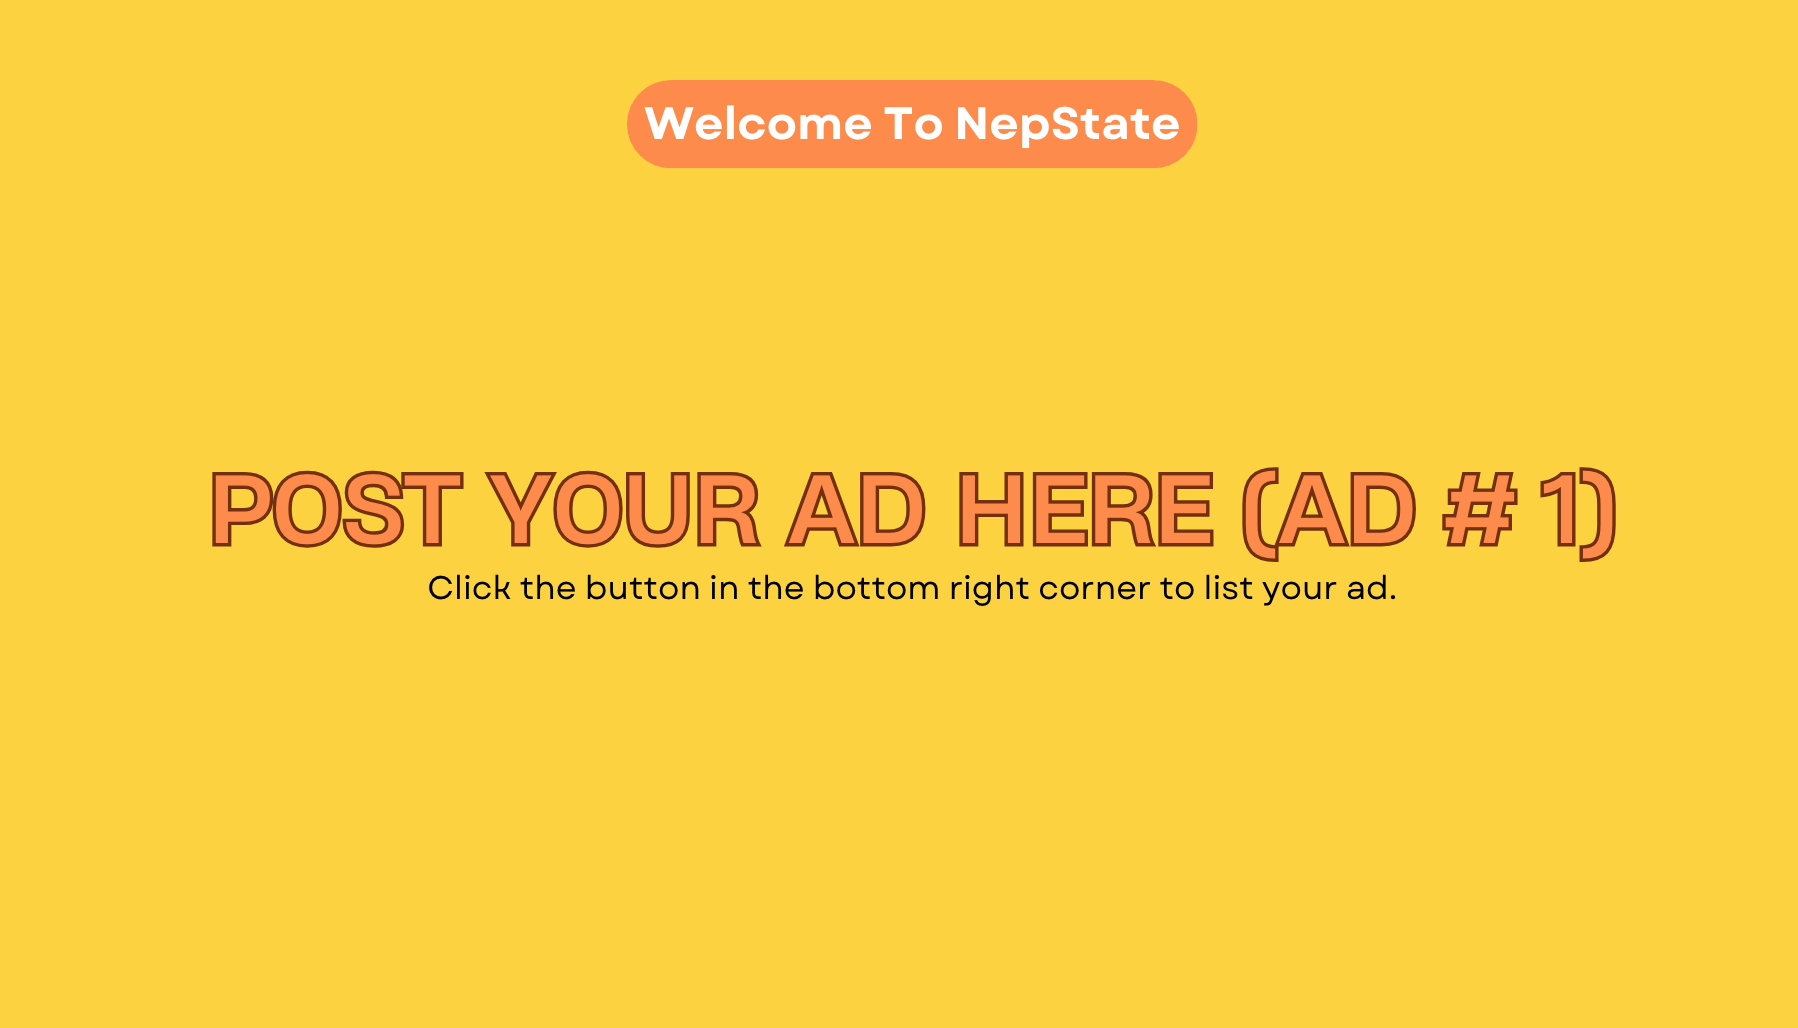 Welcome To NepState
POST YOUR AD HERE (AD # 1)
Click the button in the bottom right corner to list your ad.